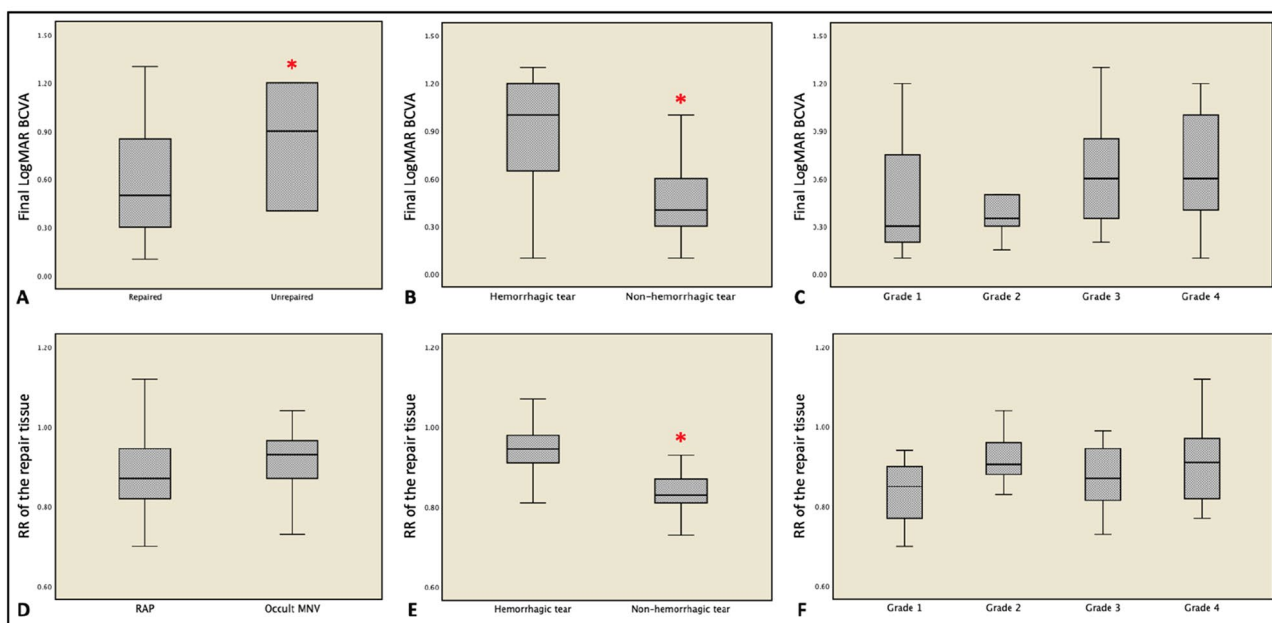 1.50 1.50 1.50
* *
1.20 1.20 1.20
Final LogMAR BCVA Final LogMAR BCVA Final LogMAR BCVA
0.90 0.90 0.90
0.60 0.60 0.60
0.30 0.30 0.30
0.00 0.00 0.00
A Repaired Unrepaired B Hemorrhagic tear Non-hemorrhagic tear C Grade 1 Grade 2 Grade 3 Grade 4
1.20 1.20 1.20
RR of the repair tissue RR of the repair tissue RR of the repair tissue
1.00 1.00 1.00
*
0.80 0.80 0.80
0.60 0.60 0.60
D RAP Occult MNV E Hemorrhagic tear Non-hemorrhagic tear F Grade 1 Grade 2 Grade 3 Grade 4